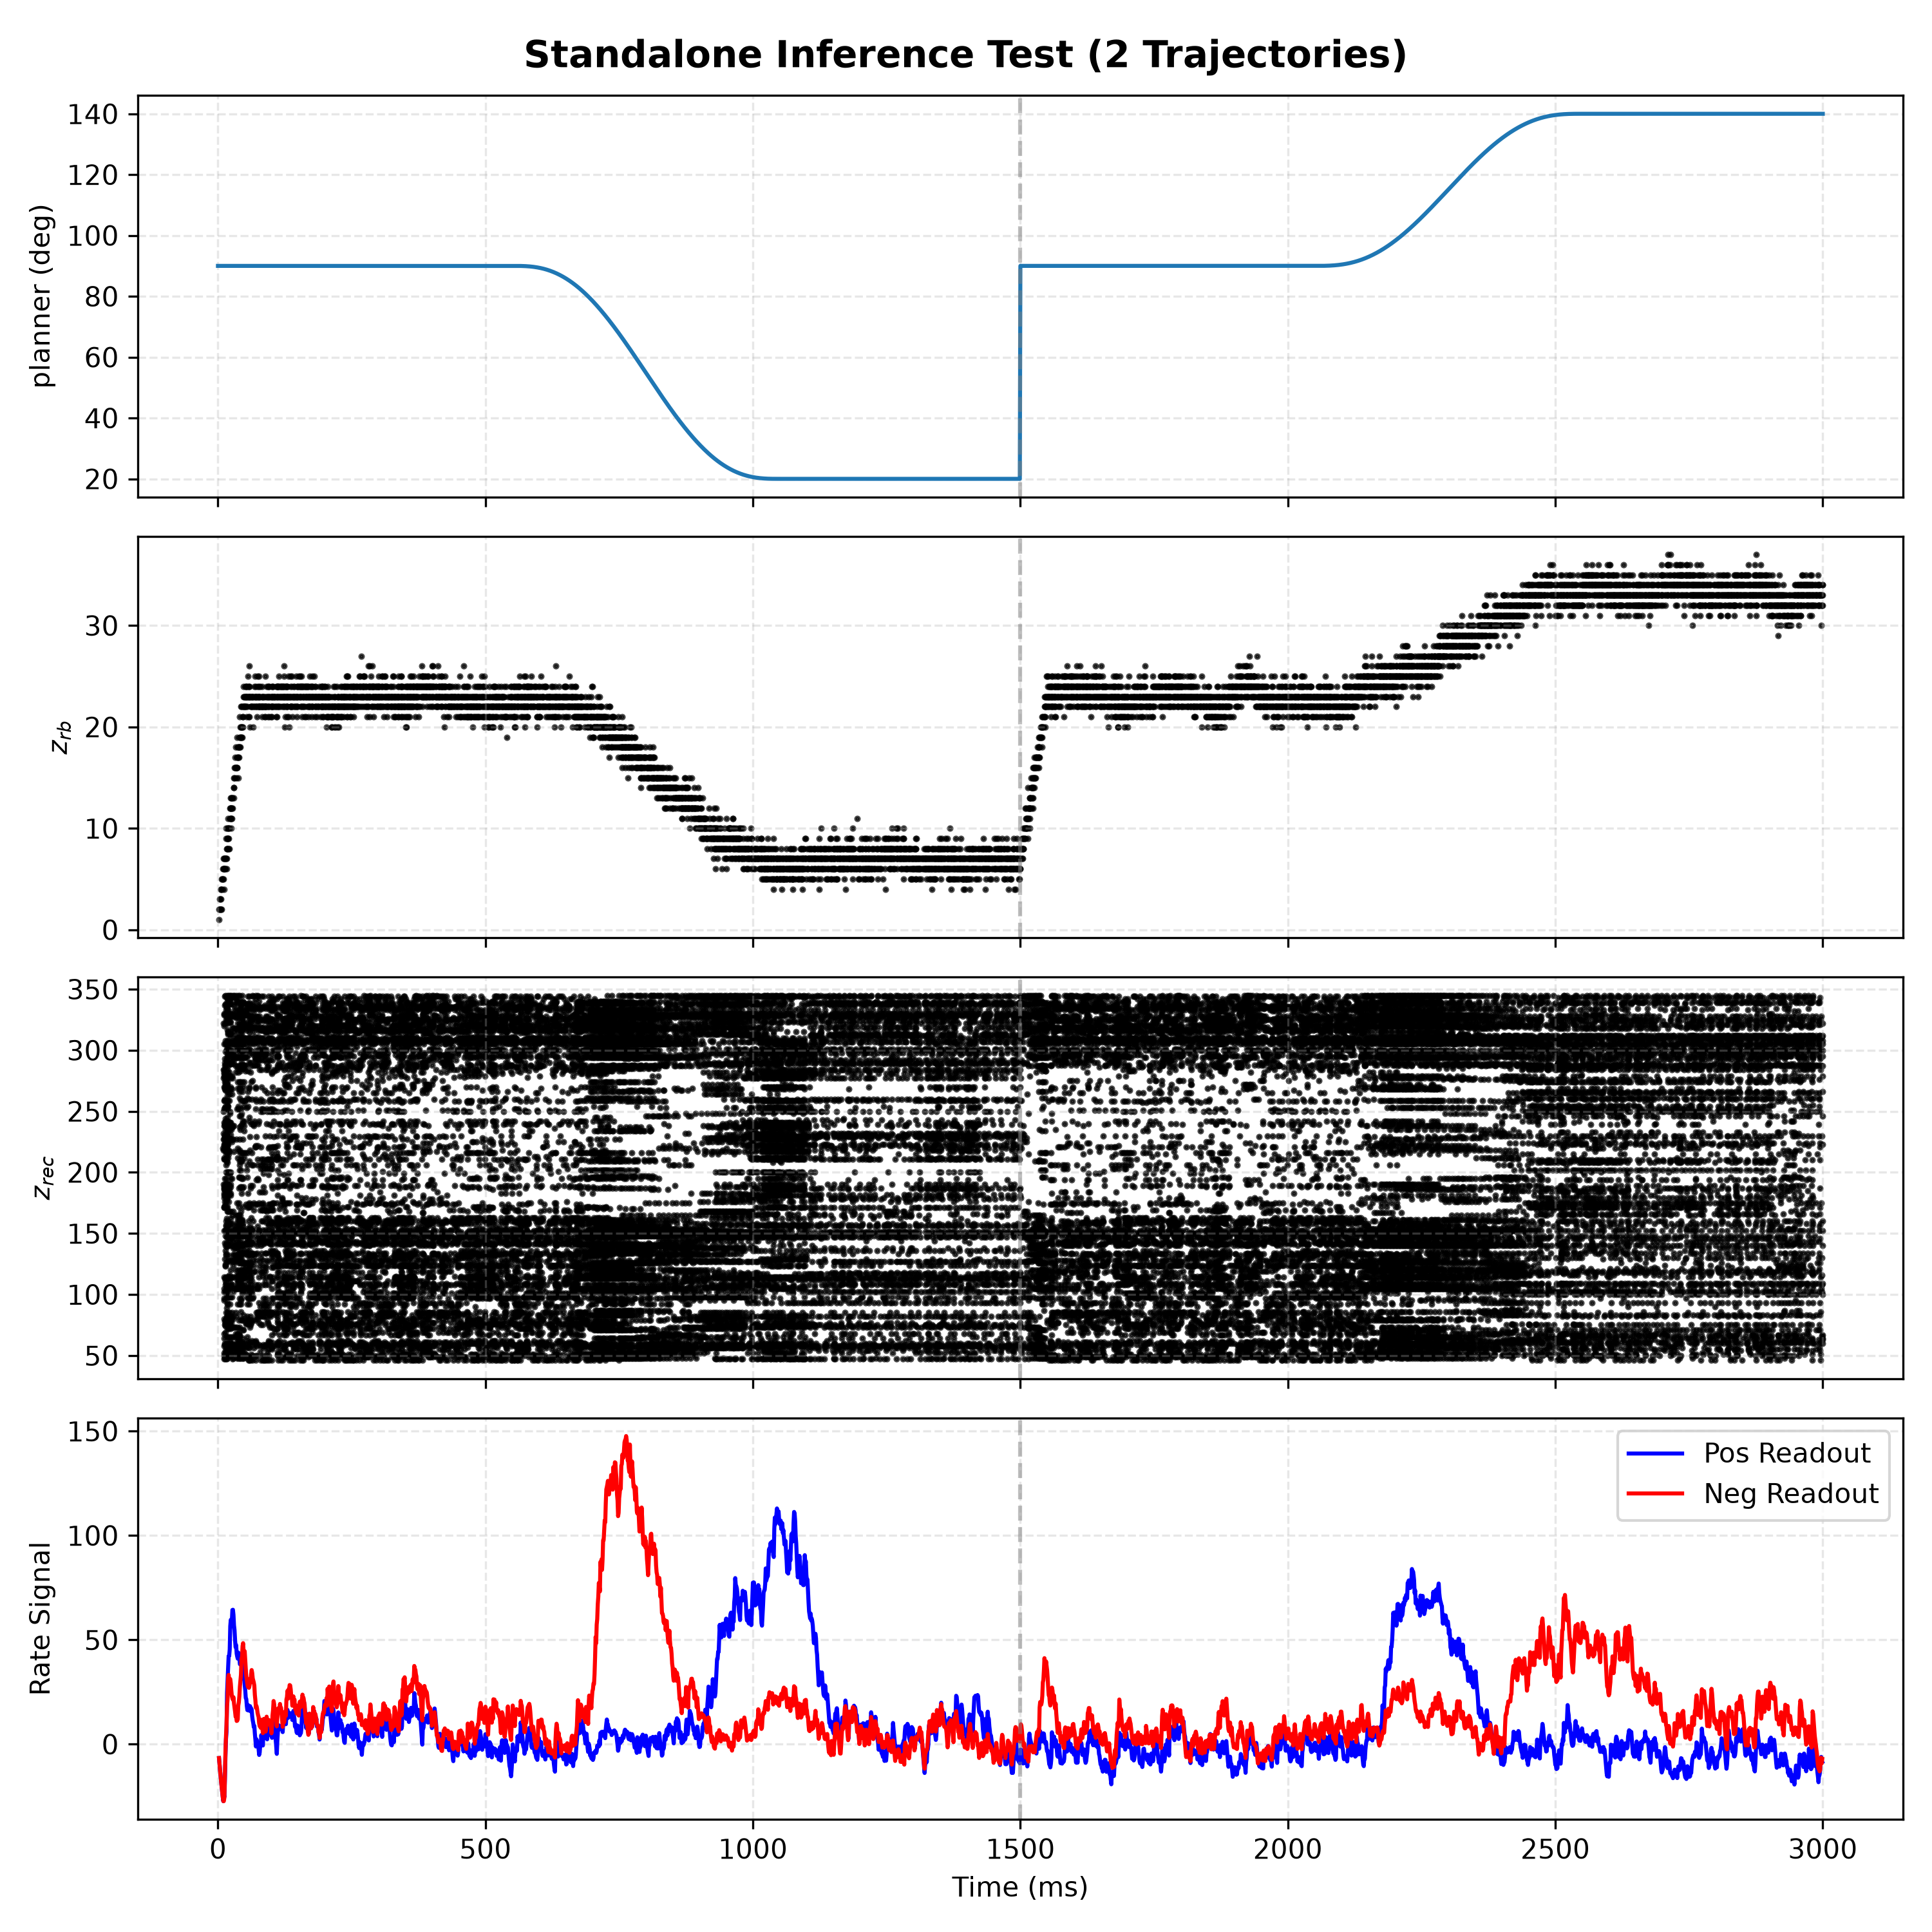 Standalone Inference Test (2 Trajectories)
planner (deg)
140
120
100
80
60
40
20
z_rb
30
20
10
0
z_rec
350
300
250
200
150
100
50
Rate Signal
150
100
50
0
Pos Readout
Neg Readout
0 500 1000 1500 2000 2500 3000
Time (ms)